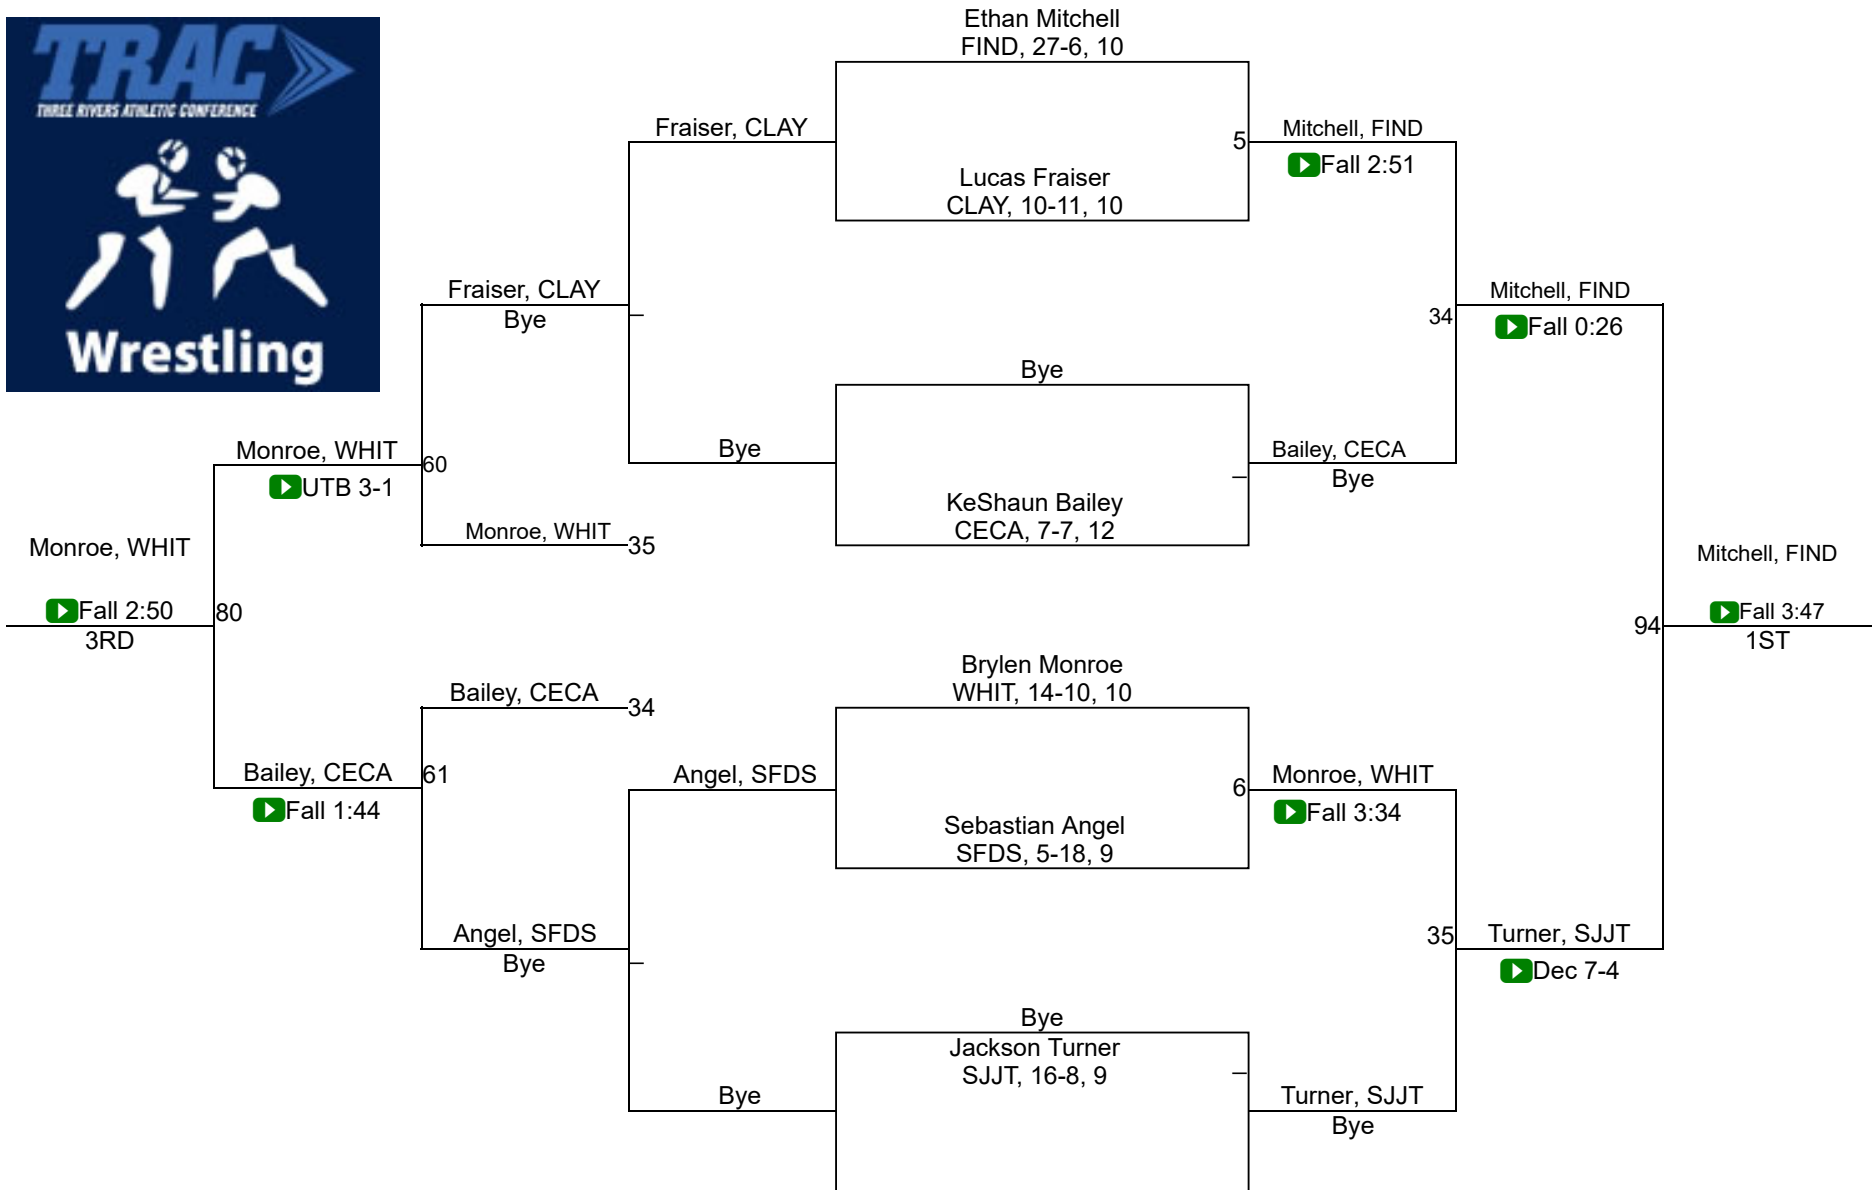 TRAC
THREE RIVERS ATHLETIC CONFERENCE
Wrestling
Ethan Mitchell
FIND, 27-6, 10
Fraiser, CLAY
5
Mitchell, FIND
Fall 2:51
Lucas Fraiser
CLAY, 10-11, 10
Fraiser, CLAY
Bye
34
Mitchell, FIND
Fall 0:26
Bye
Bye
Bailey, CECA
Bye
KeShaun Bailey
CECA, 7-7, 12
Monroe, WHIT
60
UTB 3-1
Monroe, WHIT
35
Monroe, WHIT
Fall 2:50
80
3RD
Mitchell, FIND
94
Fall 3:47
1ST
Brylen Monroe
WHIT, 14-10, 10
Bailey, CECA
34
Bailey, CECA
61
Fall 1:44
Angel, SFDS
6
Monroe, WHIT
Fall 3:34
Sebastian Angel
SFDS, 5-18, 9
Angel, SFDS
Bye
35
Turner, SJJT
Dec 7-4
Bye
Jackson Turner
SJJT, 16-8, 9
Bye
Turner, SJJT
Bye